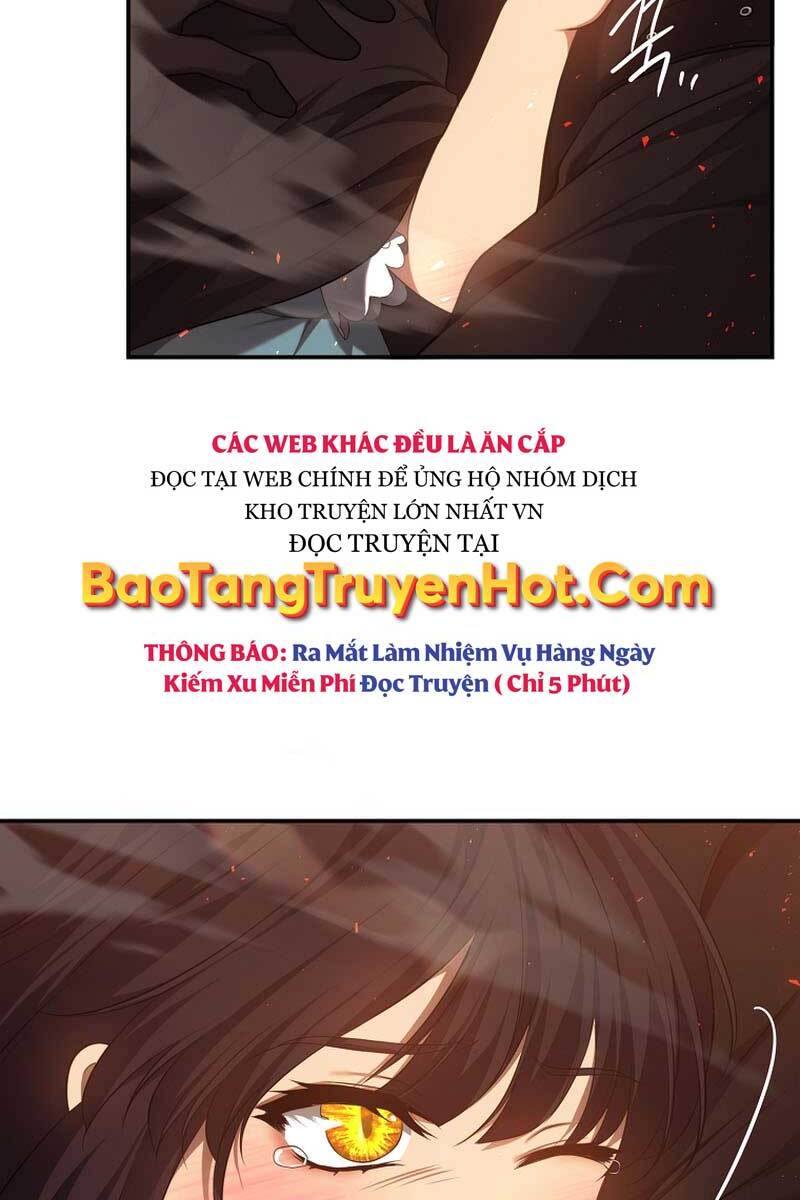 CÁC WEB KHÁC ĐỀU LÀ ĂN CẮP
ĐỌC TẠI WEB CHÍNH ĐỂ ỦNG HỘ NHÓM DỊCH
KHO TRUYỆN LỚN NHẤT VN
ĐỌC TRUYỆN TẠI
BaoTangTruyenHot.Com
THÔNG BÁO: Ra Mắt Làm Nhiệm Vụ Hàng Ngày
Kiếm Xu Miễn Phí Đọc Truyện ( Chỉ 5 Phút)